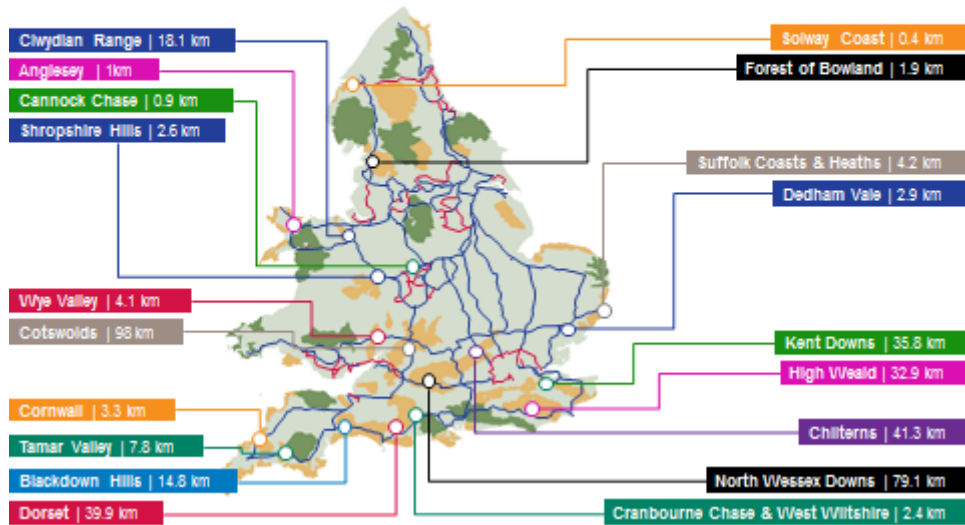 Clwydian Range | 18.1 km
Anglesey | 1km
Cannock Chase | 0.9 km
Shropshire Hills | 2.6 km
Wye Valley | 4.1 km
Cotswolds | 98 km
Cornwall | 3.3 km
Tamar Valley | 7.8 km
Blackdown Hills | 14.8 km
Dorset | 39.9 km
Solway Coast | 0.4 km
Forest of Bowland | 1.9 km
Suffolk Coasts & Heaths | 4.2 km
Dedham Vale | 2.9 km
Kent Downs | 35.8 km
High Weald | 32.9 km
Chilterns | 41.3 km
North Wessex Downs | 79.1 km
Cranbourne Chase & West Wiltshire | 2.4 km